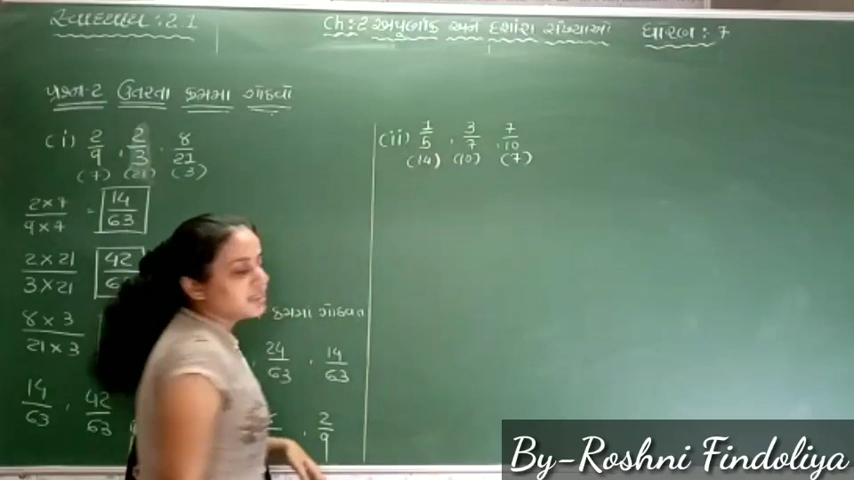 સ્વાધ્યાય : 2.1
Ch : 2 અપૂર્ણાંક અને દશાંશ સંખ્યાઓ
ધોરણ : 7
પ્રશ્ન-2 ઉતરતા ક્રમમાં ગોઠવો
(i) 2/9 , 2/3 , 8/21
(7) (21) (3)
2×7/9×7 = 14/63
2×21/3×21 42
8×3/21×3
ક્રમમાં ગોઠવતા
24/63 , 14/63
14/63 , 42/63
, 2/9
(ii) 1/5 , 3/7 , 7/10
(14) (10) (7)
By-Roshni Findoliya